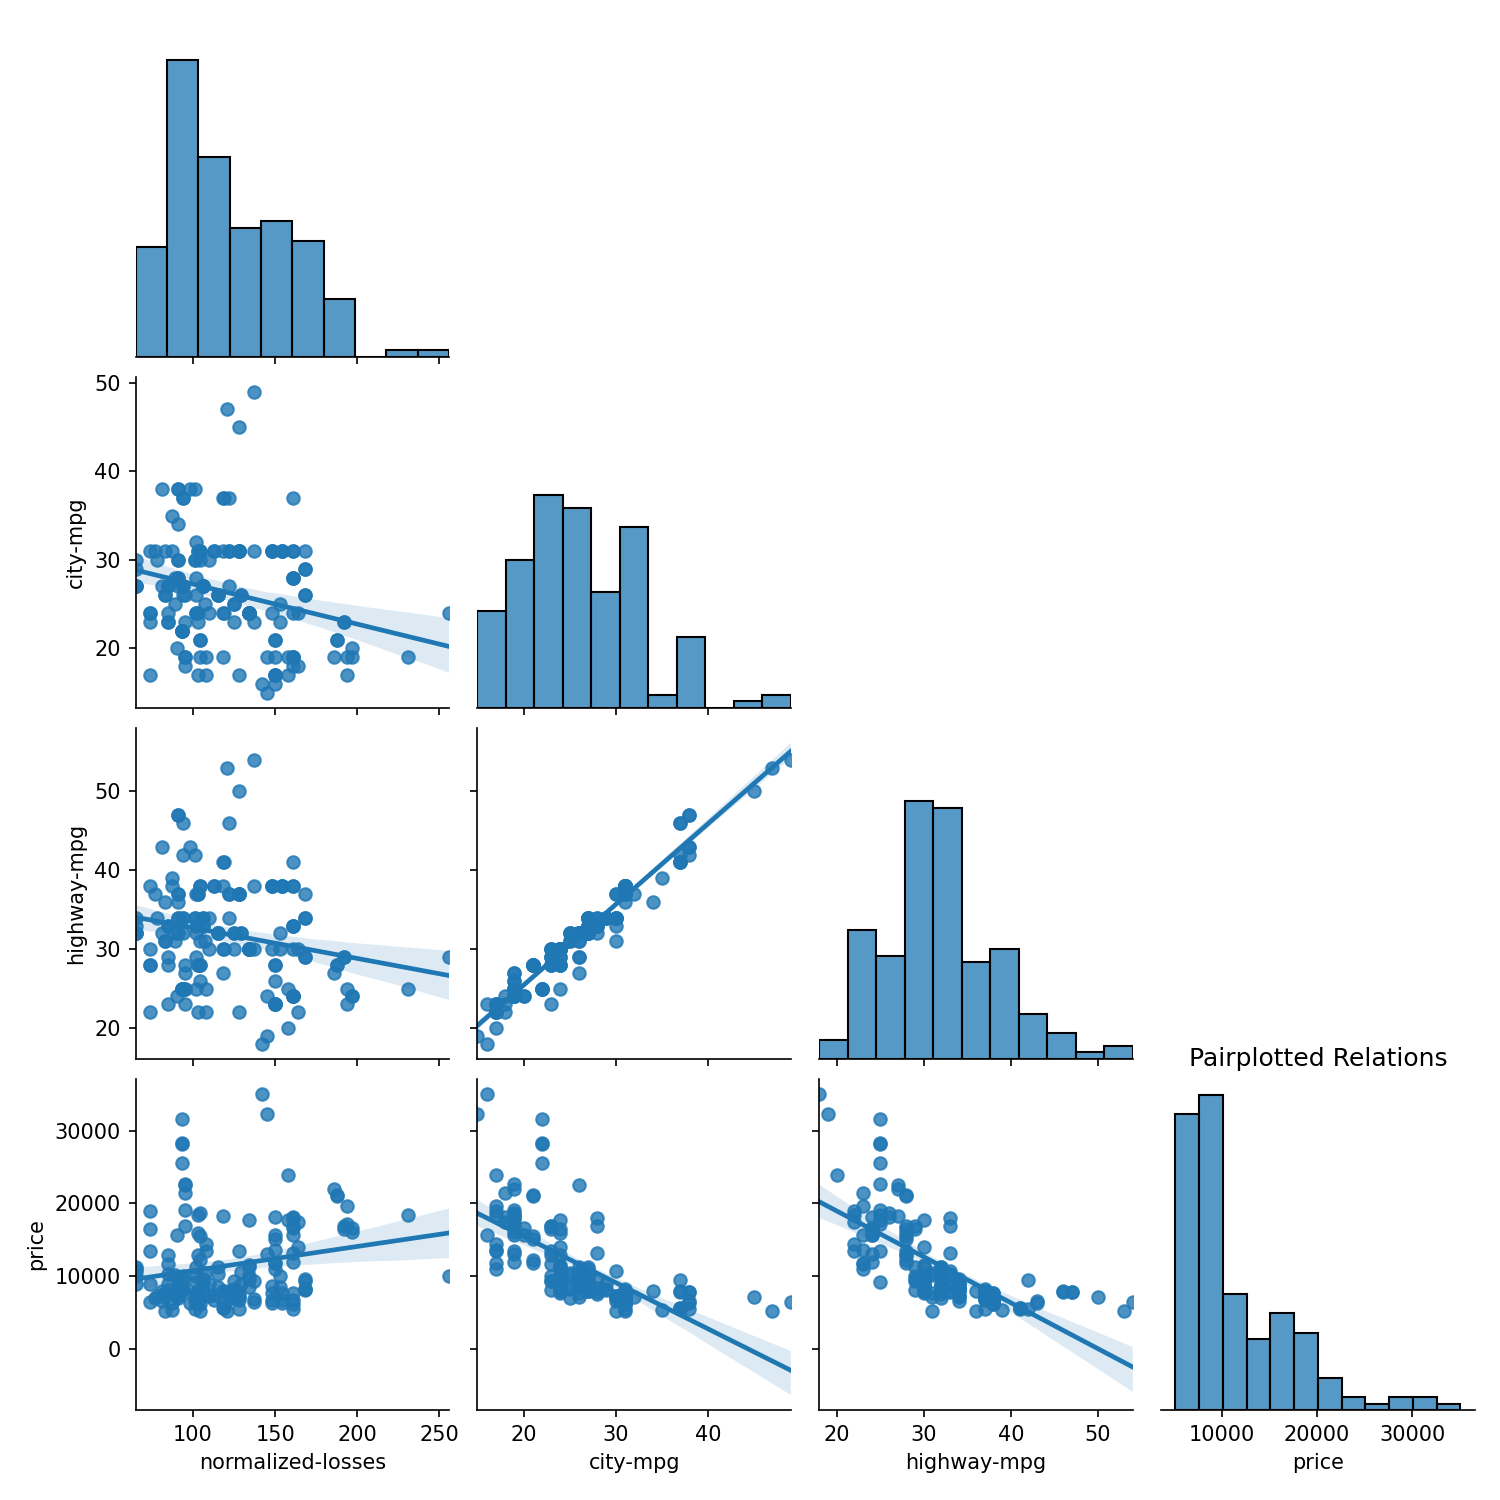 50
40
30
20
city-mpg
50
40
30
20
highway-mpg
Pairplotted Relations
30000
20000
10000
0
price
100 150 200 250
20 30 40
20 30 40 50
10000 20000 30000
normalized-losses
city-mpg
highway-mpg
price